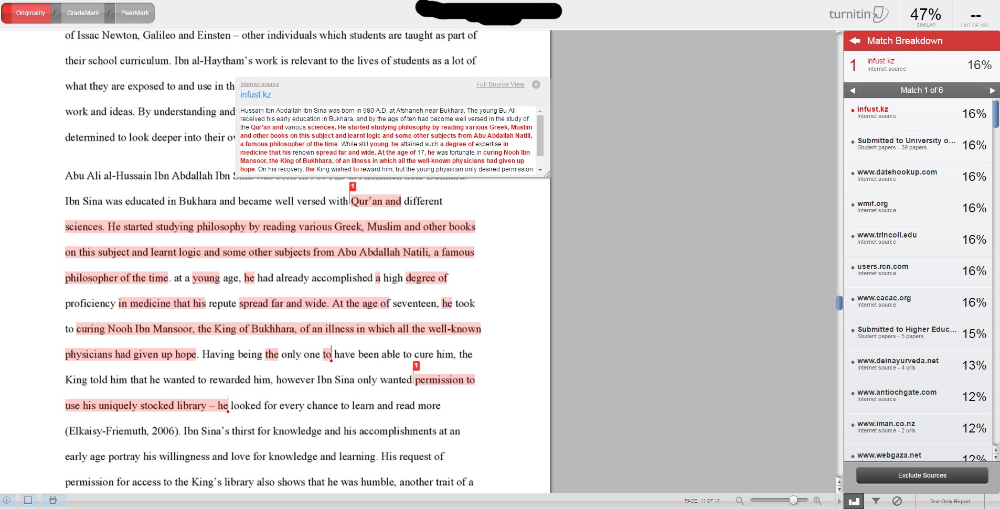 Originality
GradeMark
PeerMark
turnitin
47%
SIMILAR
--
OUT OF 100
of Issac Newton, Galileo and Einsten – other individuals which students are taught as part of
their school curriculum. Ibn al-Haytham's work is relevant to the lives of students as a lot of
what they are exposed to and use in th
work and ideas. By understanding and
determined to look deeper into their ov
Internet source
Full Source View
x
infust.kz
Hussain Ibn Abdallah Ibn Sina was born in 980 A.D. at Afshaneh near Bukhara. The young Bu Ali
received his early education in Bukhara, and by the age of ten had become well versed in the study of
the Qur'an and various sciences. He started studying philosophy by reading various Greek, Muslim
and other books on this subject and learnt logic and some other subjects from Abu Abdallah Natili,
a famous philosopher of the time. While still young, he attained such a degree of expertise in
medicine that his renown spread far and wide. At the age of 17, he was fortunate in curing Nooh Ibn
Mansoor, the King of Bukhhara, of an illness in which all the well-known physicians had given up
hope. On his recovery, the King wished to reward him, but the young physician only desired permission
Abu Ali al-Hussain Ibn Abdallah Ibn Sina was born in 980 AD at Afshaneh near Bukhara.
1
Ibn Sina was educated in Bukhara and became well versed with Qur'an and different
sciences. He started studying philosophy by reading various Greek, Muslim and other books
on this subject and learnt logic and some other subjects from Abu Abdallah Natili, a famous
philosopher of the time. at a young age, he had already accomplished a high degree of
proficiency in medicine that his repute spread far and wide. At the age of seventeen, he took
to curing Nooh Ibn Mansoor, the King of Bukhhara, of an illness in which all the well-known
physicians had given up hope. Having being the only one to have been able to cure him, the
1
King told him that he wanted to rewarded him, however Ibn Sina only wanted permission to
use his uniquely stocked library – he looked for every chance to learn and read more
(Elkaisy-Friemuth, 2006). Ibn Sina's thirst for knowledge and his accomplishments at an
early age portray his willingness and love for knowledge and learning. His request of
permission for access to the King's library also shows that he was humble, another trait of a
Match Breakdown
1
infust.kz
Internet source
16%
Match 1 of 6
infust.kz
Internet source
16%
Submitted to University o...
Student papers - 39 papers
16%
www.datehookup.com
Internet source
16%
wmif.org
Internet source
16%
www.trincoll.edu
Internet source
16%
users.rcn.com
Internet source
16%
www.cacac.org
Internet source
16%
Submitted to Higher Educ...
Student papers - 5 papers
15%
www.deinayurveda.net
Internet source - 4 urls
13%
www.antiochgate.com
Internet source
12%
www.iman.co.nz
Internet source - 2 urls
12%
www.webgaza.net
12%
Exclude Sources
PAGE: 11 OF 17
Text-Only Report